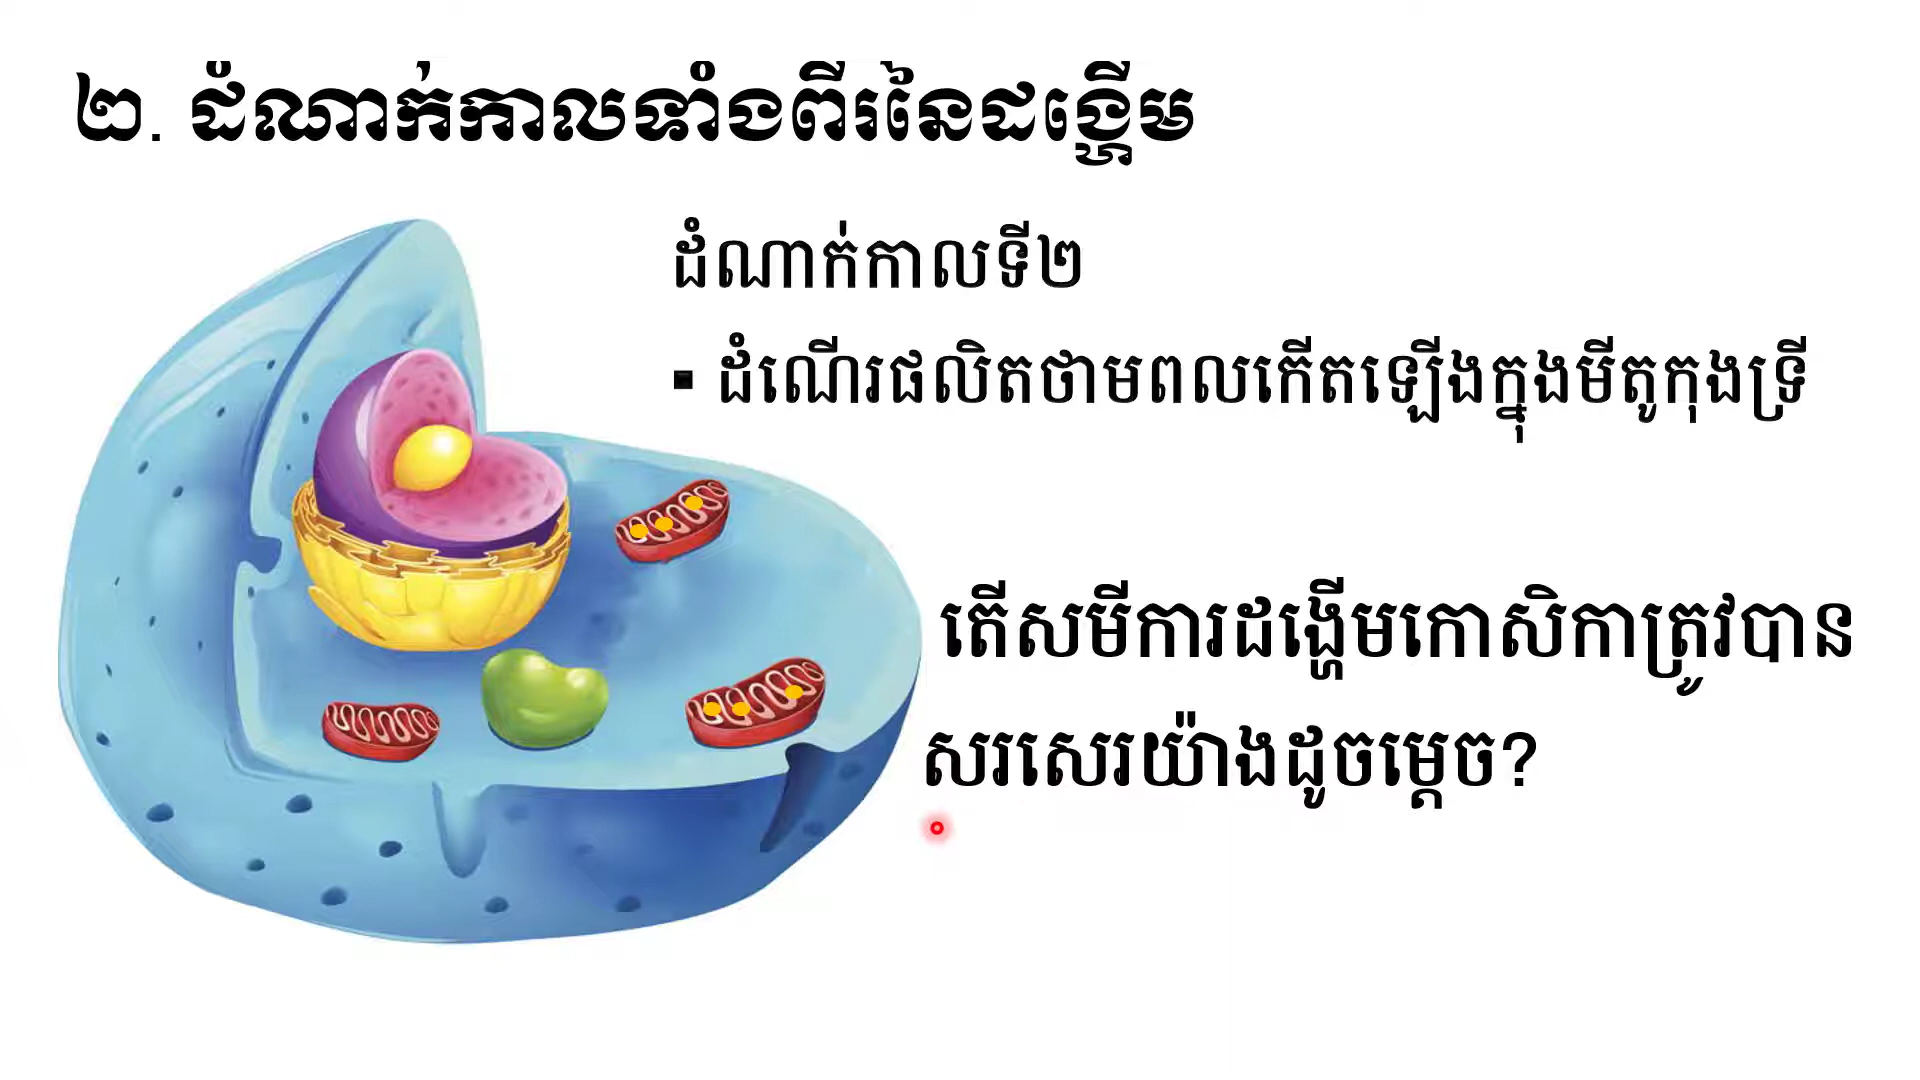 ២. ដំណាក់កាលទាំងពីរនៃដង្ហើម
ដំណាក់កាលទី២
▪ ដំណើរផលិតថាមពលកើតឡើងក្នុងមីតូកុងទ្រី
តើសមីការដង្ហើមកោសិកាត្រូវបាន
សរសេរយ៉ាងដូចម្តេច?